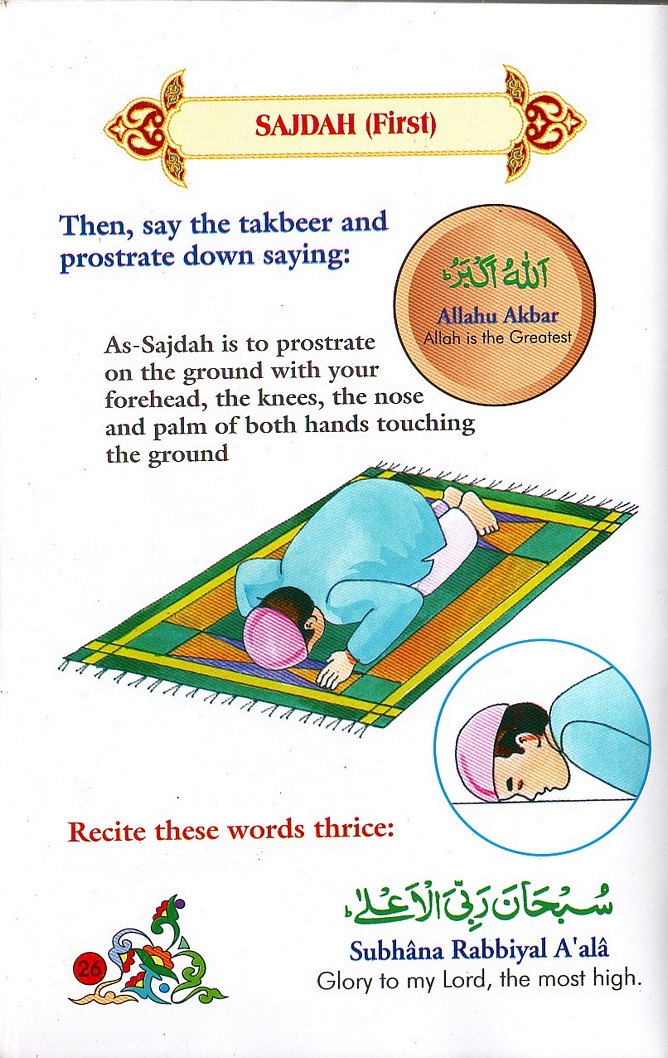 SAJDAH (First)
Then, say the takbeer and
prostrate down saying:
اَللهُ اَكْبَرُ ؕ
Allahu Akbar
Allah is the Greatest
As-Sajdah is to prostrate
on the ground with your
forehead, the knees, the nose
and palm of both hands touching
the ground
Recite these words thrice:
سُبْحَانَ رَبِّيَ الْاَعْلٰى ؕ
Subhâna Rabbiyal A'alâ
Glory to my Lord, the most high.
26